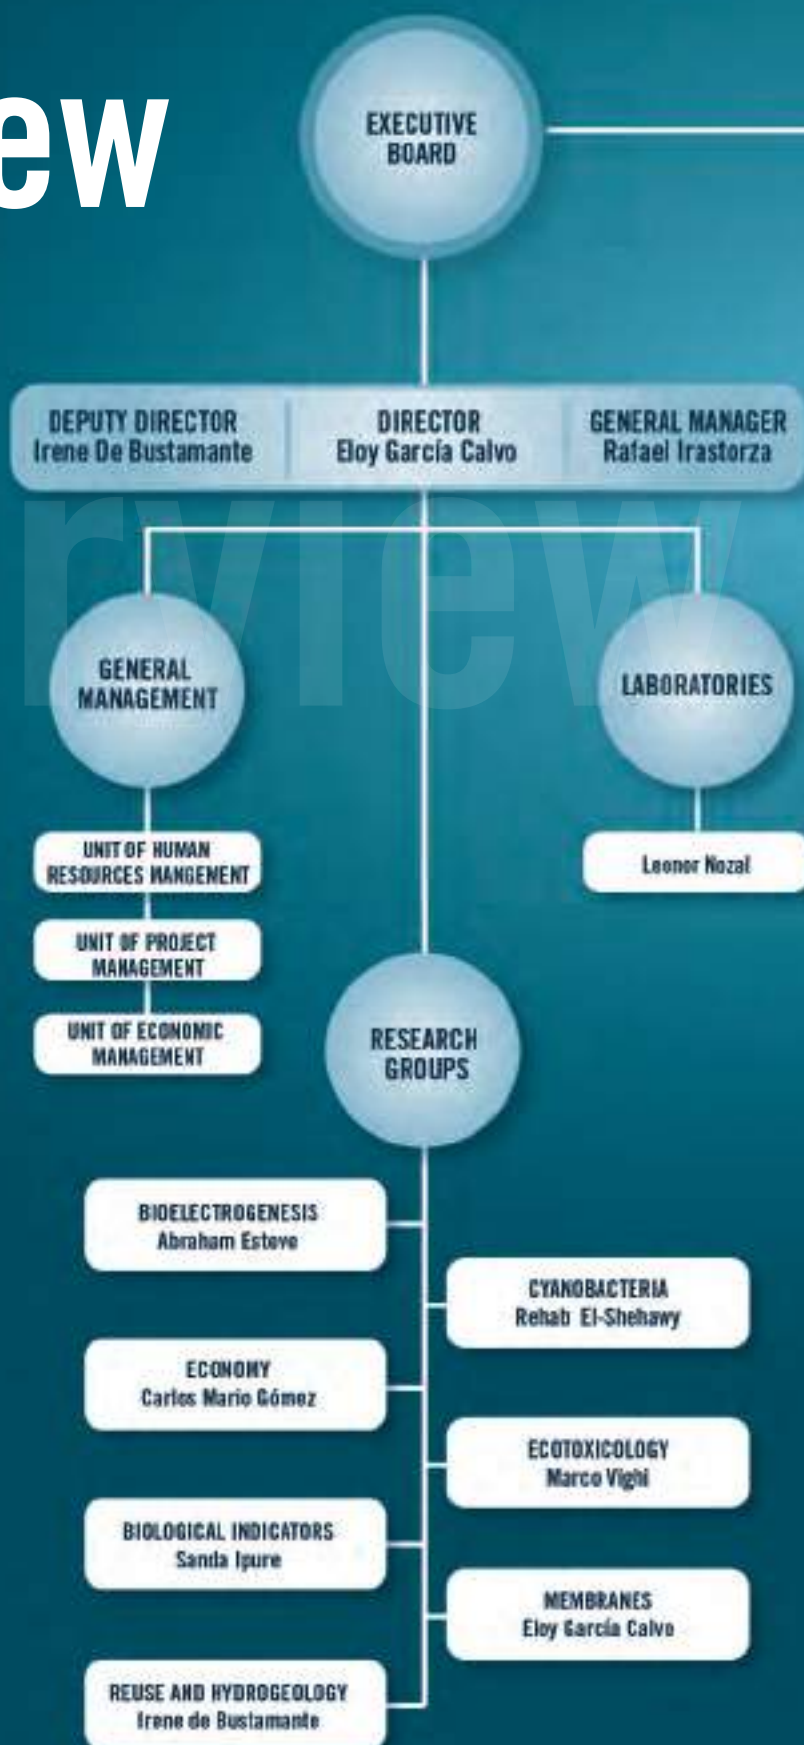 ew
EXECUTIVE
BOARD
DEPUTY DIRECTOR
Irene De Bustamante
DIRECTOR
Eloy García Calvo
GENERAL MANAGER
Rafael Irastorza
rview
GENERAL
MANAGEMENT
LABORATORIES
UNIT OF HUMAN
RESOURCES MANGEMENT
Leonor Nozal
UNIT OF PROJECT
MANAGEMENT
UNIT OF ECONOMIC
MANAGEMENT
RESEARCH
GROUPS
BIOELECTROGENESIS
Abraham Esteve
CYANOBACTERIA
Rehab El-Shehawy
ECONOMY
Carlos Mario Gómez
ECOTOXICOLOGY
Marco Vighi
BIOLOGICAL INDICATORS
Sanda Ipure
MEMBRANES
Eloy García Calvo
REUSE AND HYDROGEOLOGY
Irene de Bustamante